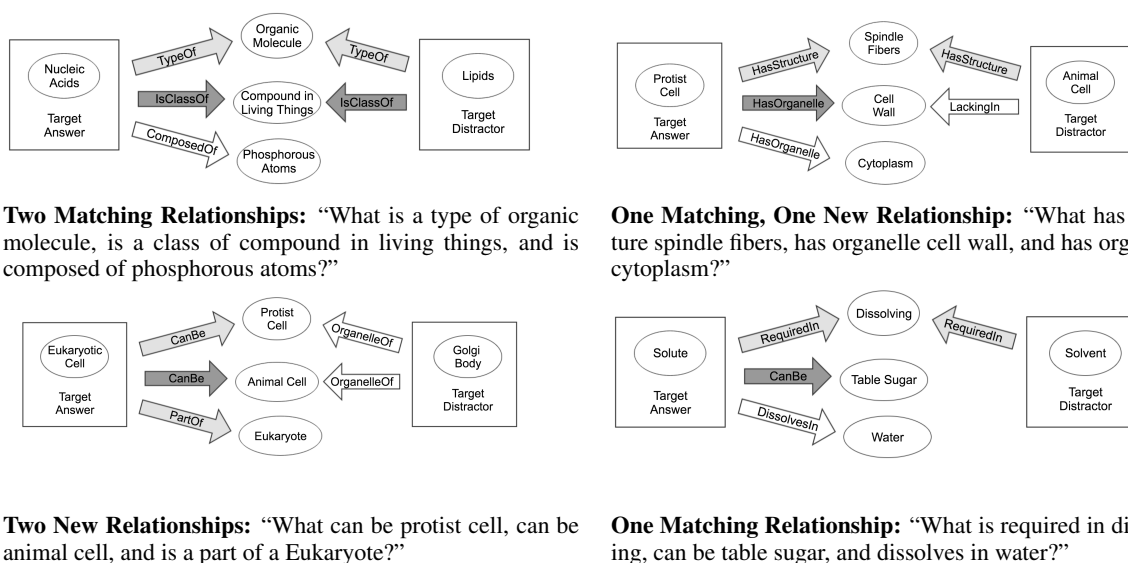 Nucleic
Acids
Target
Answer
TypeOf
IsClassOf
ComposedOf
Organic
Molecule
Compound in
Living Things
Phosphorous
Atoms
TypeOf
IsClassOf
Lipids
Target
Distractor
Two Matching Relationships: “What is a type of organic
molecule, is a class of compound in living things, and is
composed of phosphorous atoms?”
Protist
Cell
Target
Answer
HasStructure
HasOrganelle
HasOrganelle
Spindle
Fibers
Cell
Wall
Cytoplasm
HasStructure
LackingIn
Animal
Cell
Target
Distractor
One Matching, One New Relationship: “What has
ture spindle fibers, has organelle cell wall, and has org
cytoplasm?”
Eukaryotic
Cell
Target
Answer
CanBe
CanBe
PartOf
Protist
Cell
Animal Cell
Eukaryote
OrganelleOf
OrganelleOf
Golgi
Body
Target
Distractor
Two New Relationships: “What can be protist cell, can be
animal cell, and is a part of a Eukaryote?”
Solute
Target
Answer
RequiredIn
CanBe
DissolvesIn
Dissolving
Table Sugar
Water
RequiredIn
Solvent
Target
Distractor
One Matching Relationship: “What is required in di
ing, can be table sugar, and dissolves in water?”